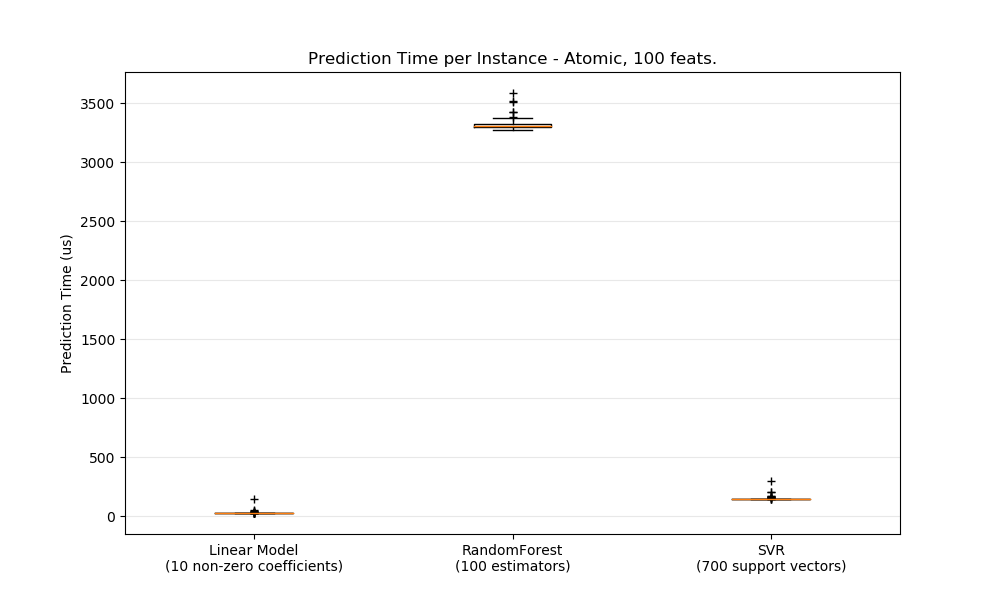 Prediction Time per Instance - Atomic, 100 feats.
Prediction Time (us)
3500
3000
2500
2000
1500
1000
500
0
Linear Model
(10 non-zero coefficients)
RandomForest
(100 estimators)
SVR
(700 support vectors)